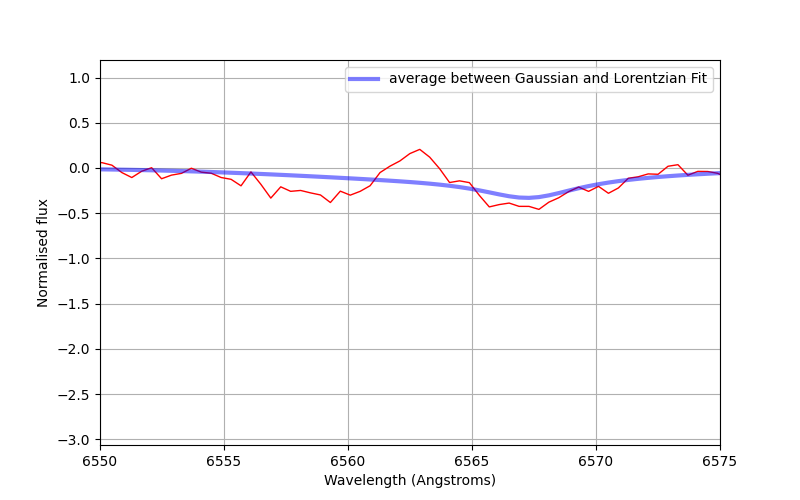 average between Gaussian and Lorentzian Fit
1.0
0.5
0.0
−0.5
−1.0
−1.5
−2.0
−2.5
−3.0
Normalised flux
6550 6555 6560 6565 6570 6575
Wavelength (Angstroms)